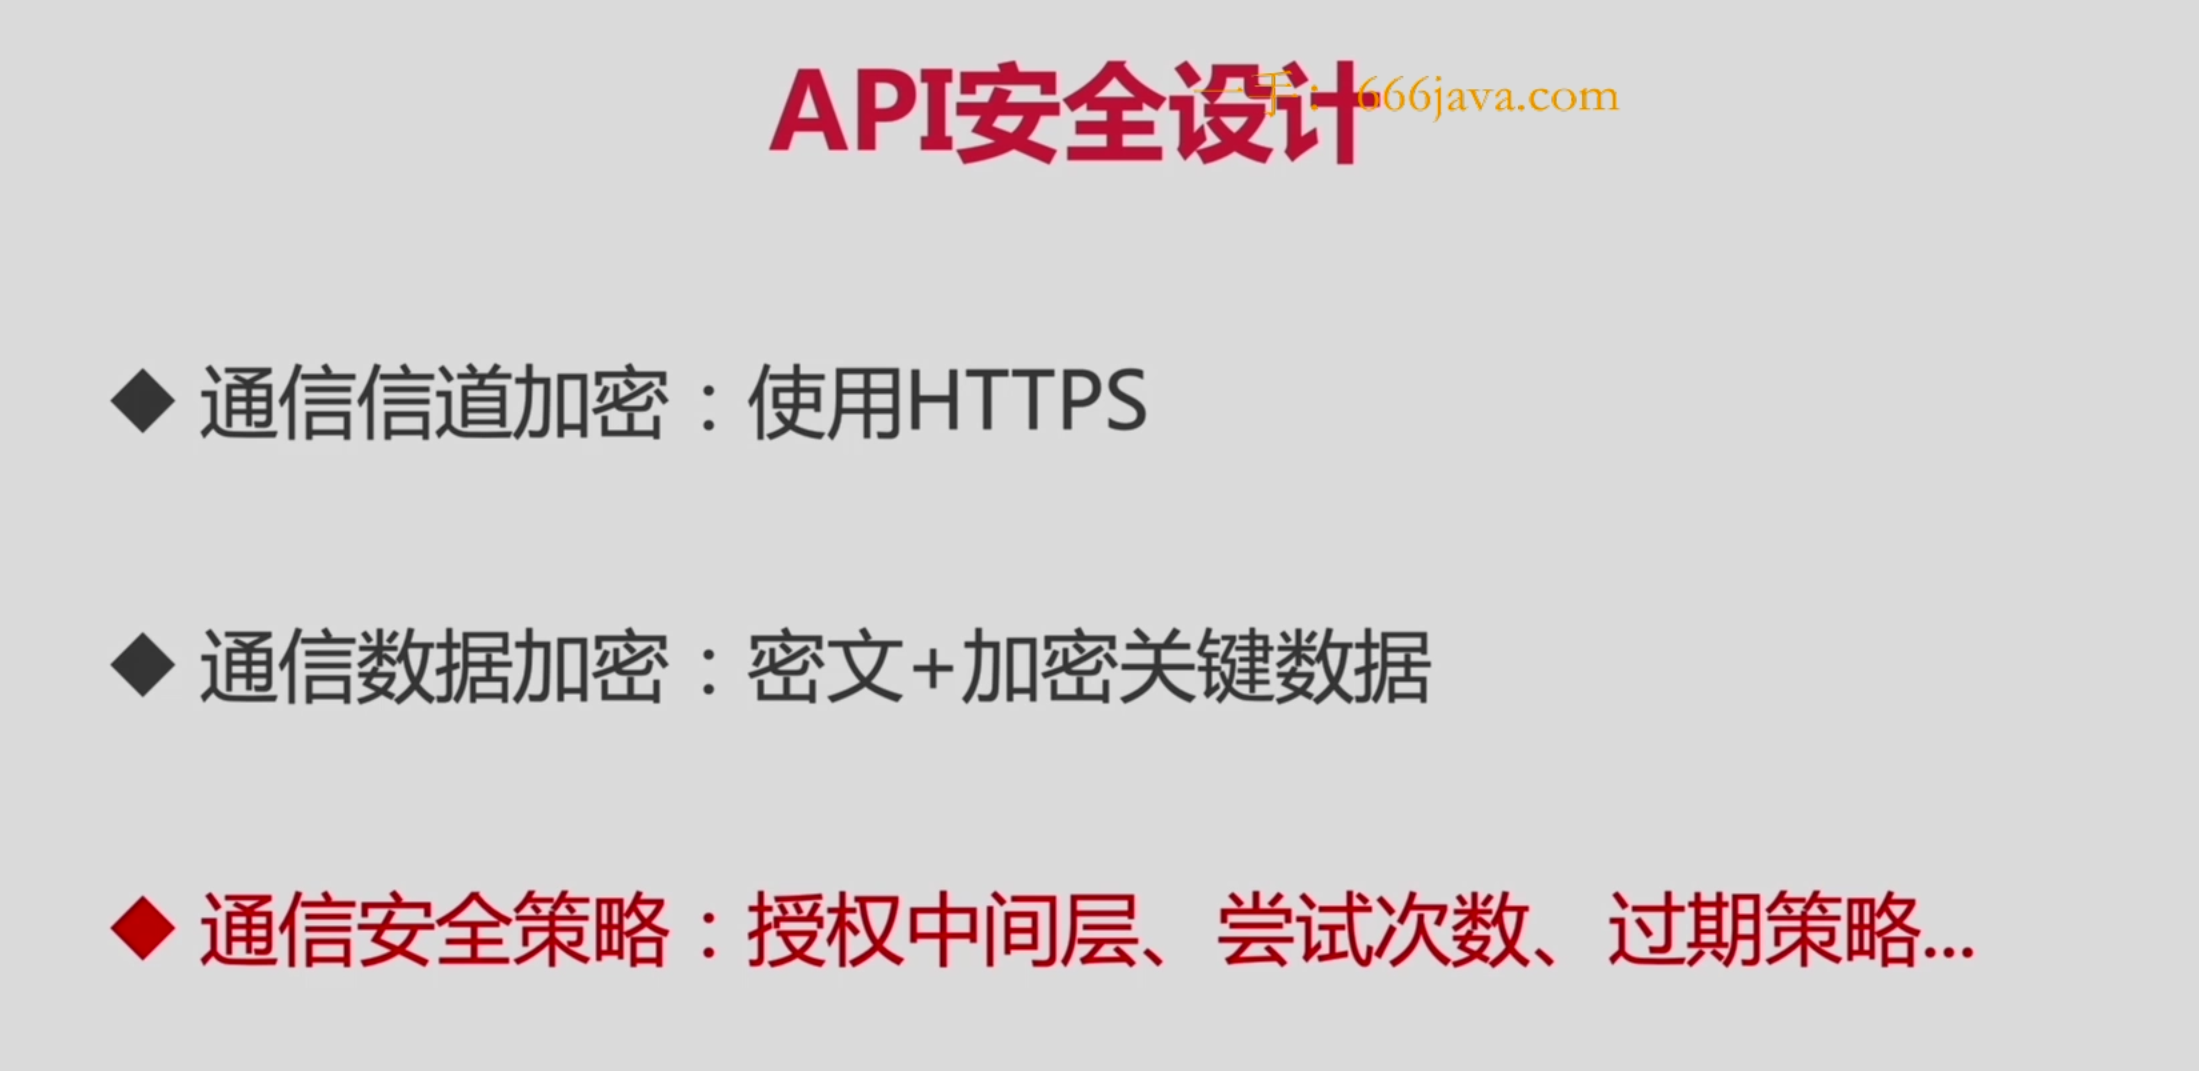 API安全设计
一手：666java.com
◆ 通信信道加密：使用HTTPS
◆ 通信数据加密：密文+加密关键数据
◆ 通信安全策略：授权中间层、尝试次数、过期策略...